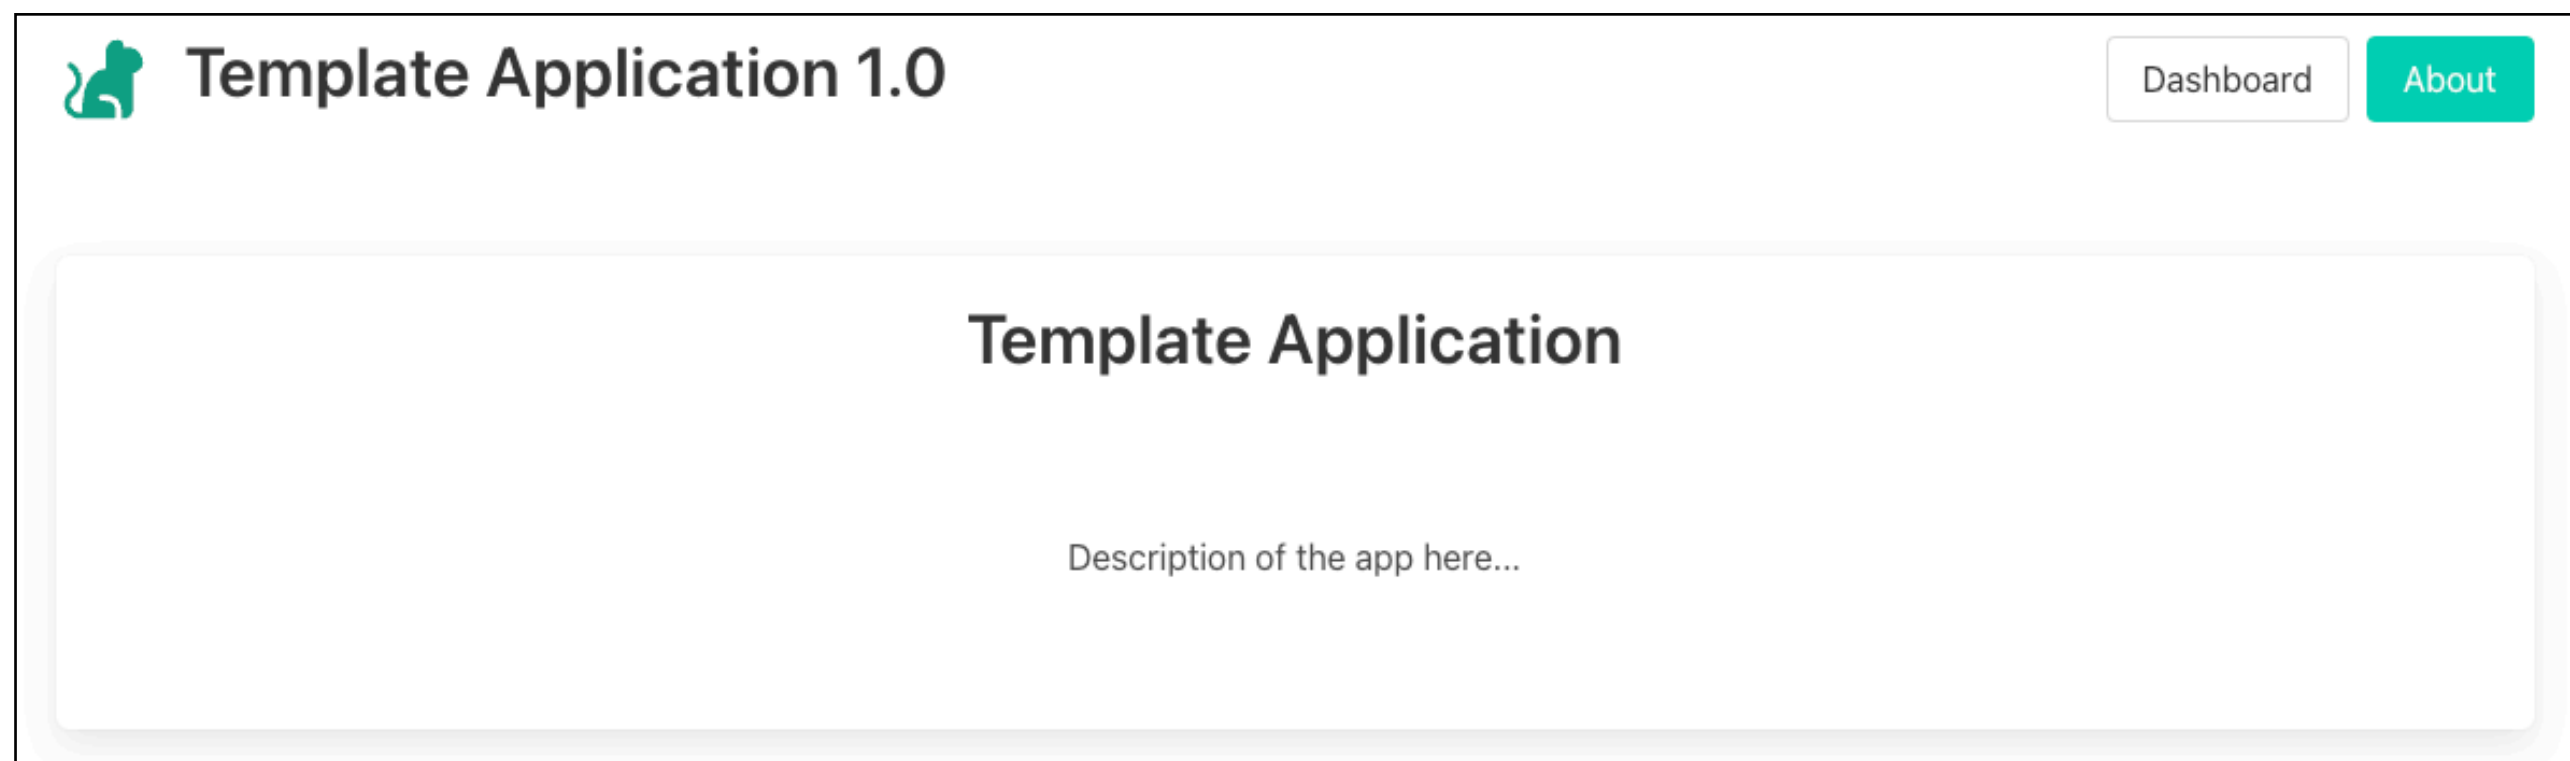 Template Application 1.0
Dashboard
About
Template Application
Description of the app here...